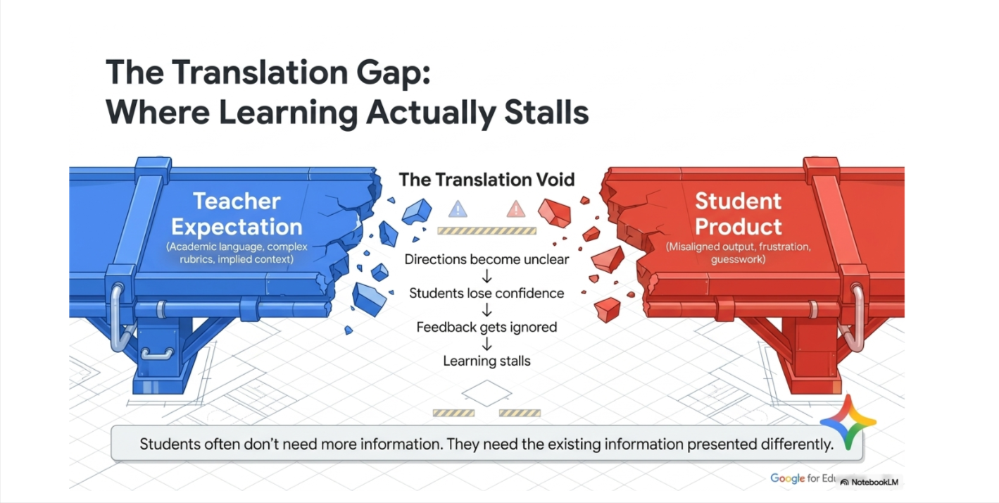 The Translation Gap:
Where Learning Actually Stalls
The Translation Void
Teacher
Expectation
(Academic language, complex
rubrics, implied context)
Directions become unclear
Students lose confidence
Feedback gets ignored
Learning stalls
Student
Product
(Misaligned output, frustration,
guesswork)
Students often don't need more information. They need the existing information presented differently.
Google for
NotebookLM